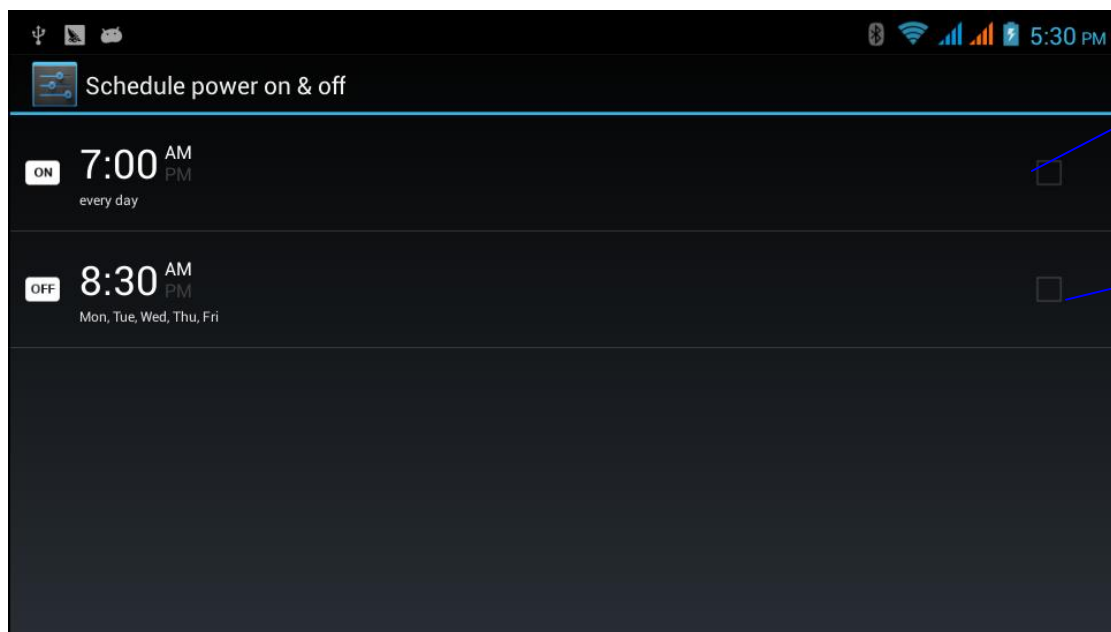 5:30 PM
Schedule power on & off
ON 7:00 AM
PM
every day
OFF 8:30 AM
PM
Mon, Tue, Wed, Thu, Fri